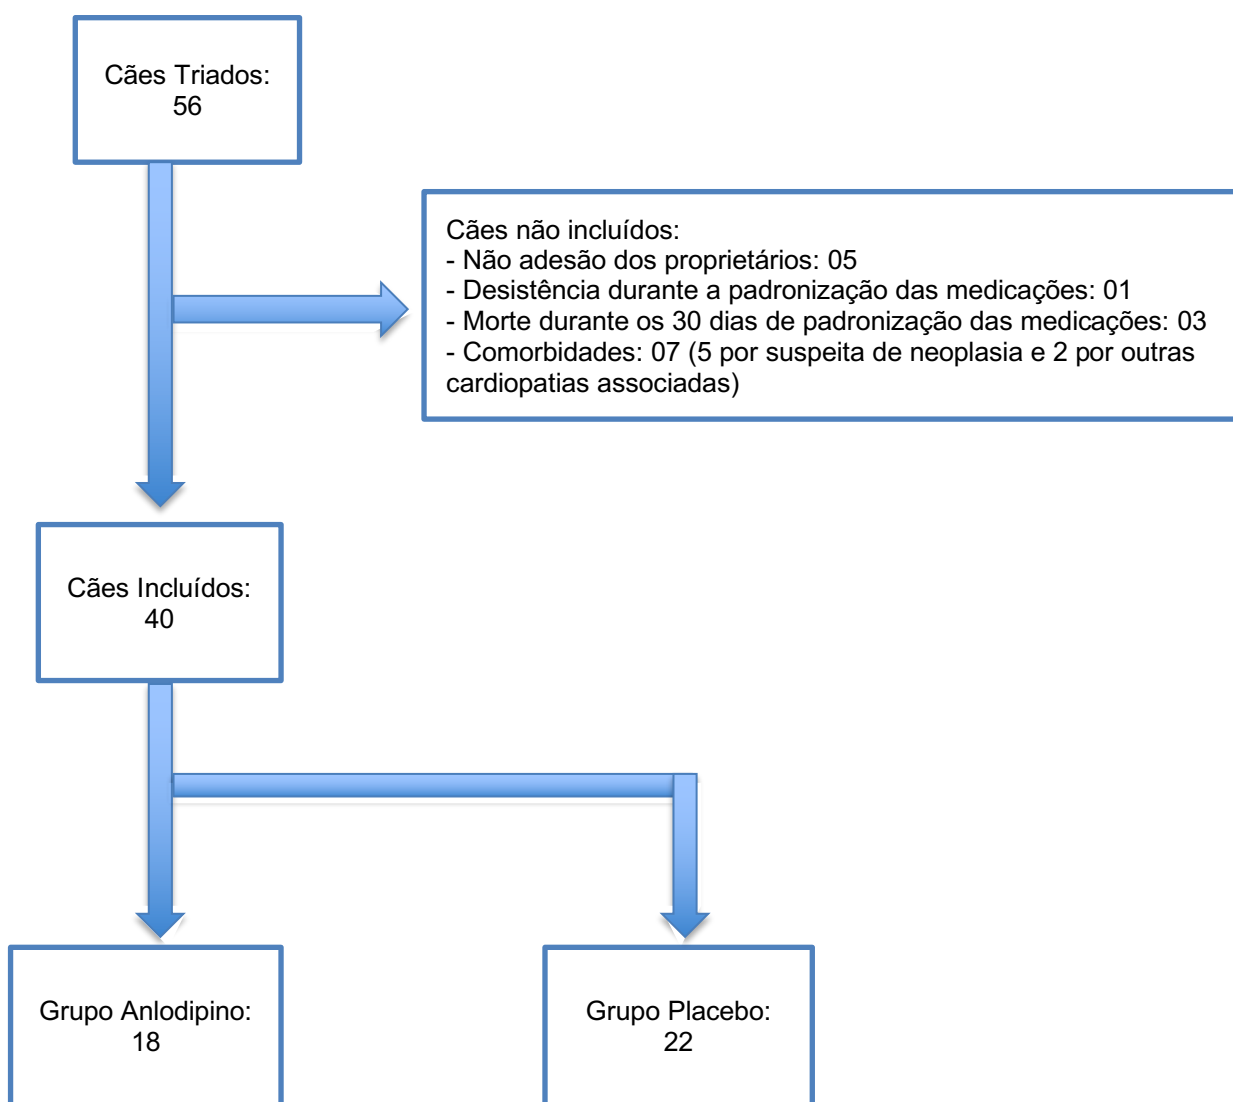 Cães Triados:
56
Cães não incluídos:
- Não adesão dos proprietários: 05
- Desistência durante a padronização das medicações: 01
- Morte durante os 30 dias de padronização das medicações: 03
- Comorbidades: 07 (5 por suspeita de neoplasia e 2 por outras
cardiopatias associadas)
Cães Incluídos:
40
Grupo Anlodipino:
18
Grupo Placebo:
22